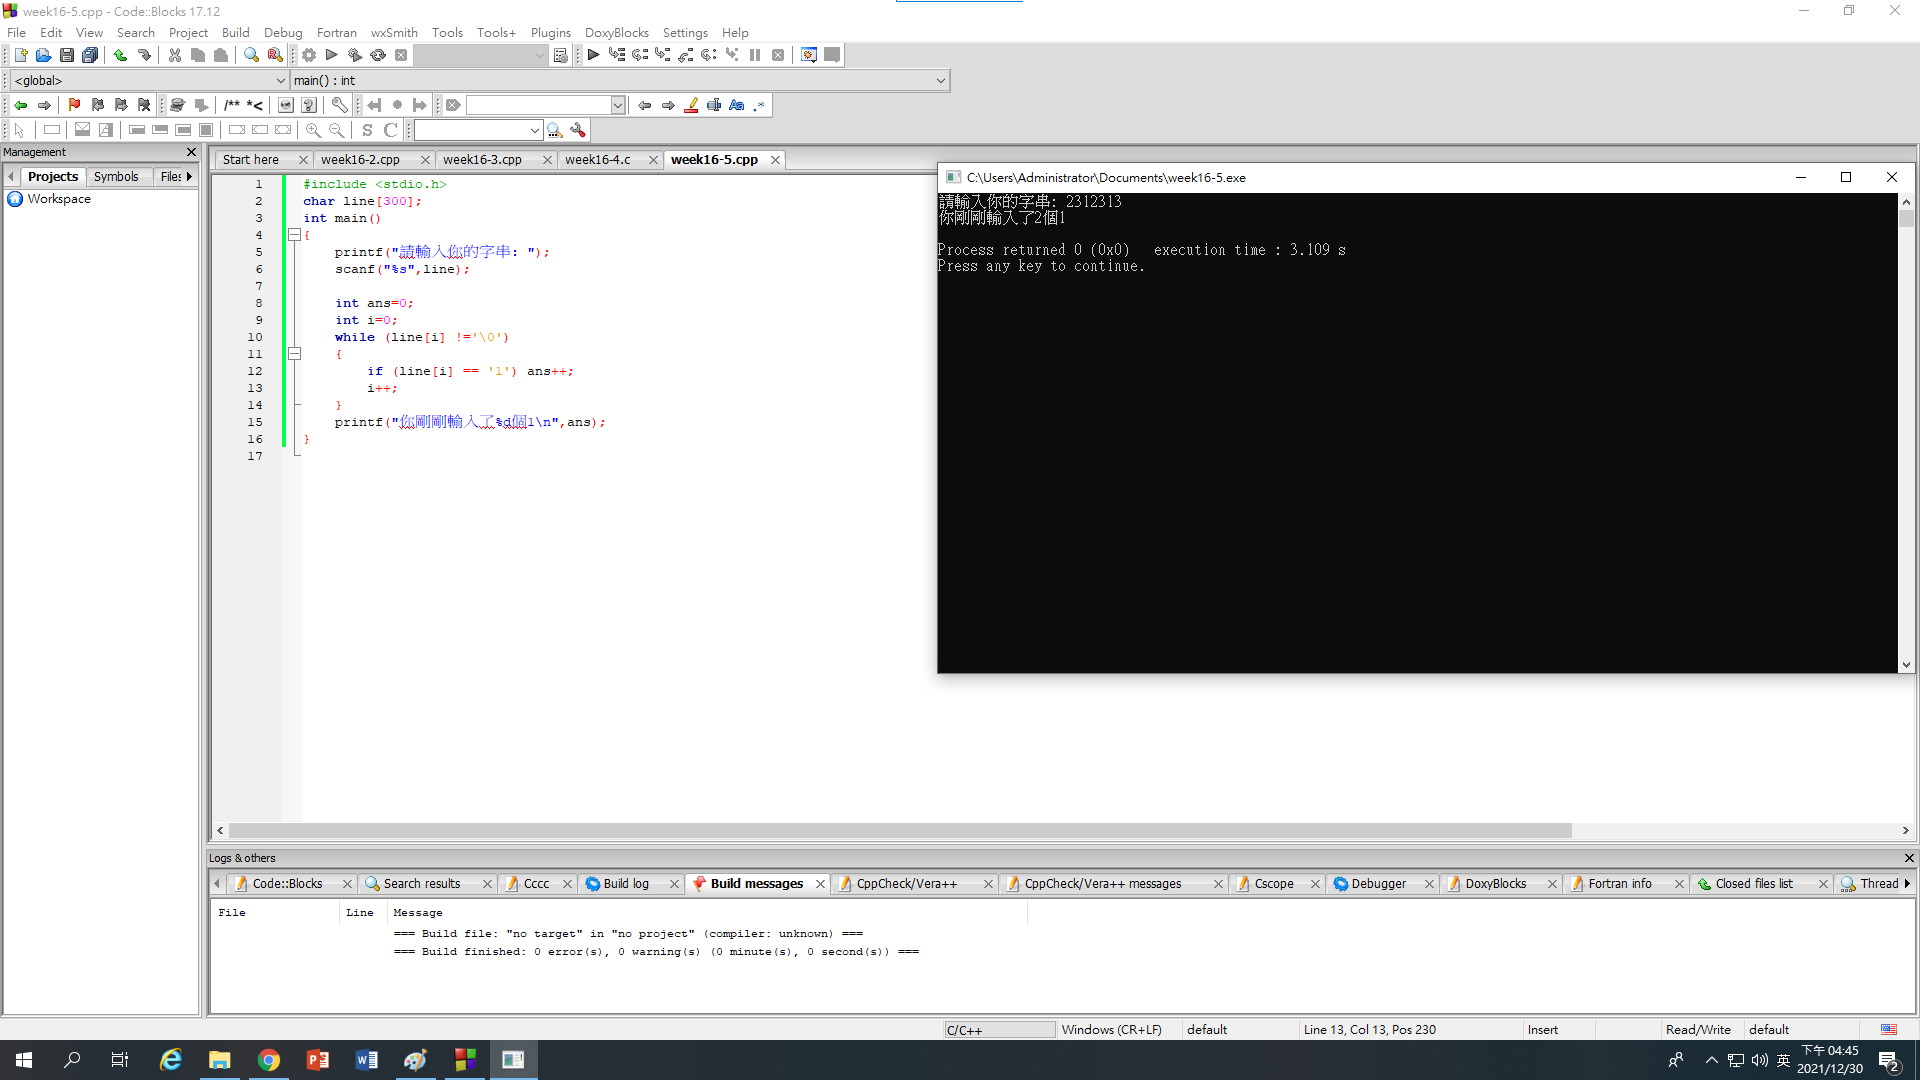 week16-5.cpp - Code::Blocks 17.12
File Edit View Search Project Build Debug Fortran wxSmith Tools Tools+ Plugins DoxyBlocks Settings Help
<global> main() : int
/** *<
Aa .*
S C
Management
Projects Symbols Files
Workspace
Start here week16-2.cpp week16-3.cpp week16-4.c week16-5.cpp
1 #include <stdio.h>
2 char line[300];
3 int main()
4 {
5 printf("請輸入你的字串: ");
6 scanf("%s",line);
7
8 int ans=0;
9 int i=0;
10 while (line[i] !='\0')
11 {
12 if (line[i] == '1') ans++;
13 i++;
14 }
15 printf("你剛剛輸入了%d個1\n",ans);
16 }
17
C:\Users\Administrator\Documents\week16-5.exe
請輸入你的字串: 2312313
你剛剛輸入了2個1
Process returned 0 (0x0) execution time : 3.109 s
Press any key to continue.
Logs & others
Code::Blocks Search results Cccc Build log Build messages CppCheck/Vera++ CppCheck/Vera++ messages Cscope Debugger DoxyBlocks Fortran info Closed files list Thread
File Line Message
=== Build file: "no target" in "no project" (compiler: unknown) ===
=== Build finished: 0 error(s), 0 warning(s) (0 minute(s), 0 second(s)) ===
C/C++ Windows (CR+LF) default Line 13, Col 13, Pos 230 Insert Read/Write default
英 下午 04:45
2021/12/30 2